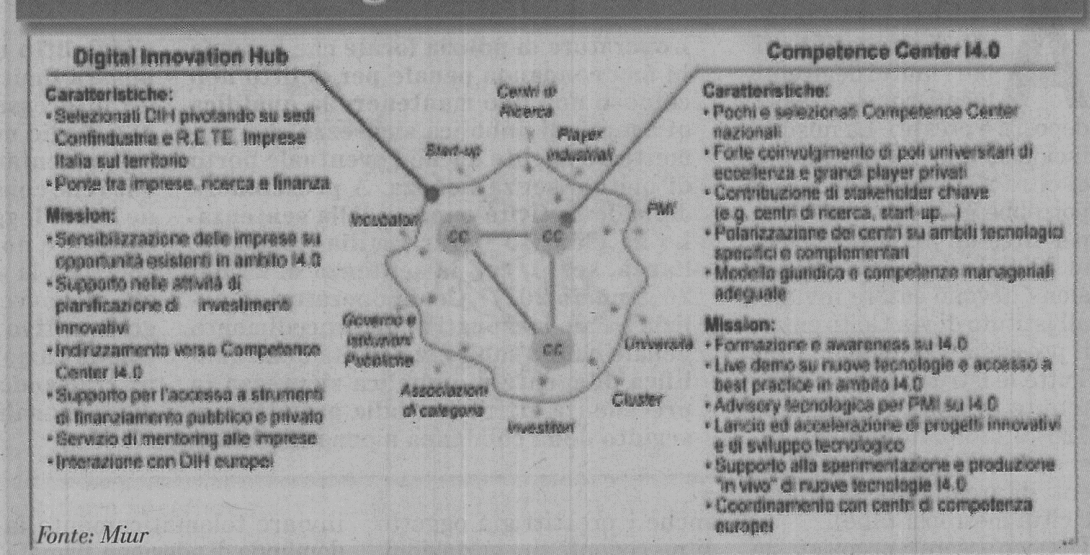 Digital Innovation Hub
Caratteristiche:
• Selezionati DIH pivotando su sedi
Confindustria e R.E TE. Imprese
Italia sul territorio
• Ponte tra imprese, ricerca e finanza
Mission:
• Sensibilizzazione delle imprese su
opportunità esistenti in ambito I4.0
• Supporto nelle attività di
pianificazione di investimenti
innovativi
• Indirizzamento verso Competence
Center I4.0
• Supporto per l'accesso a strumenti
di finanziamento pubblico e privato
• Servizio di mentoring alle imprese
• Interazione con DIH europei
Centri di
Ricerca
Player
industriali
Start-up
PMI
Incubatori
CC
CC
CC
Governo e
istituzioni
Pubbliche
Università
Associazioni
di categoria
Cluster
Investitori
Competence Center I4.0
Caratteristiche:
• Pochi e selezionati Competence Center
nazionali
• Forte coinvolgimento di poli universitari di
eccellenza e grandi player privati
• Contribuzione di stakeholder chiave
(e.g. centri di ricerca, start-up...)
• Polarizzazione dei centri su ambiti tecnologici
specifici e complementari
• Modello giuridico e competenze manageriali
adeguate
Mission:
• Formazione e awareness su I4.0
• Live demo su nuove tecnologie e accesso a
best practice in ambito I4.0
• Advisory tecnologica per PMI su I4.0
• Lancio ed accelerazione di progetti innovativi
e di sviluppo tecnologico
• Supporto alla sperimentazione e produzione
"in vivo" di nuove tecnologie I4.0
• Coordinamento con centri di competenza
europei
Fonte: Miur